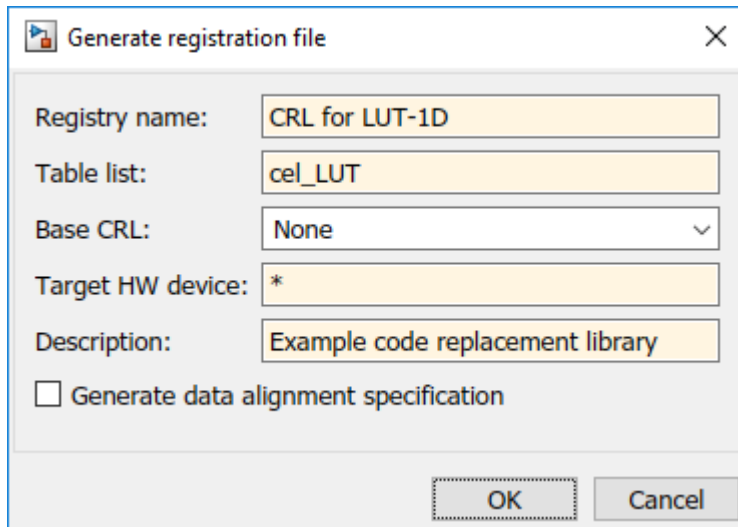 Generate registration file
Registry name: CRL for LUT-1D
Table list: cel_LUT
Base CRL: None
Target HW device: *
Description: Example code replacement library
Generate data alignment specification
OK Cancel